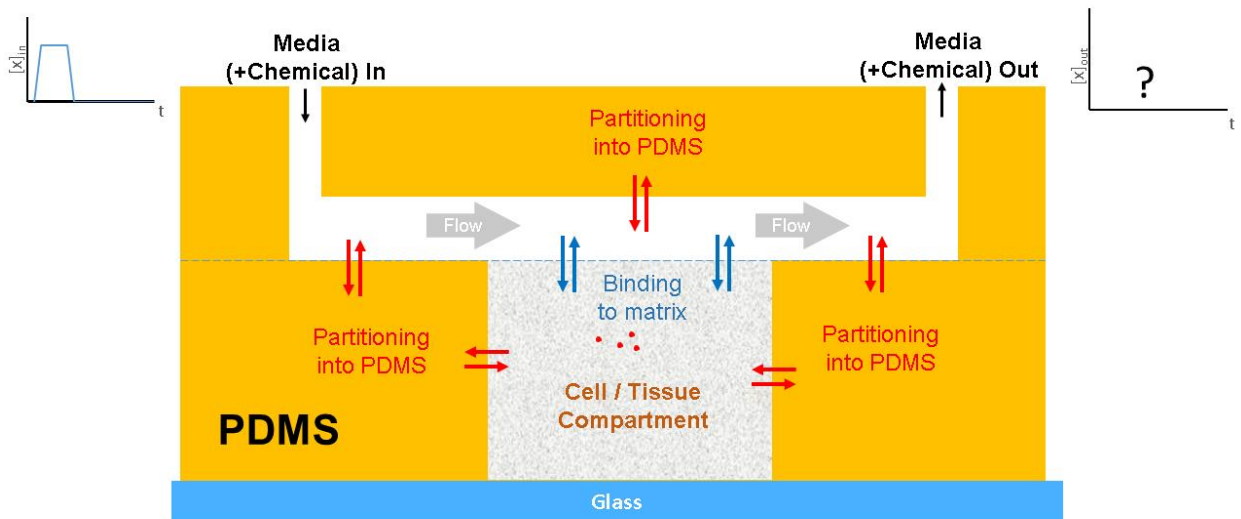 [X]in
t
Media
(+Chemical) In
Media
(+Chemical) Out
[X]out
?
t
Partitioning
into PDMS
Flow
Flow
Binding
to matrix
Partitioning
into PDMS
Partitioning
into PDMS
Cell / Tissue
Compartment
PDMS
Glass